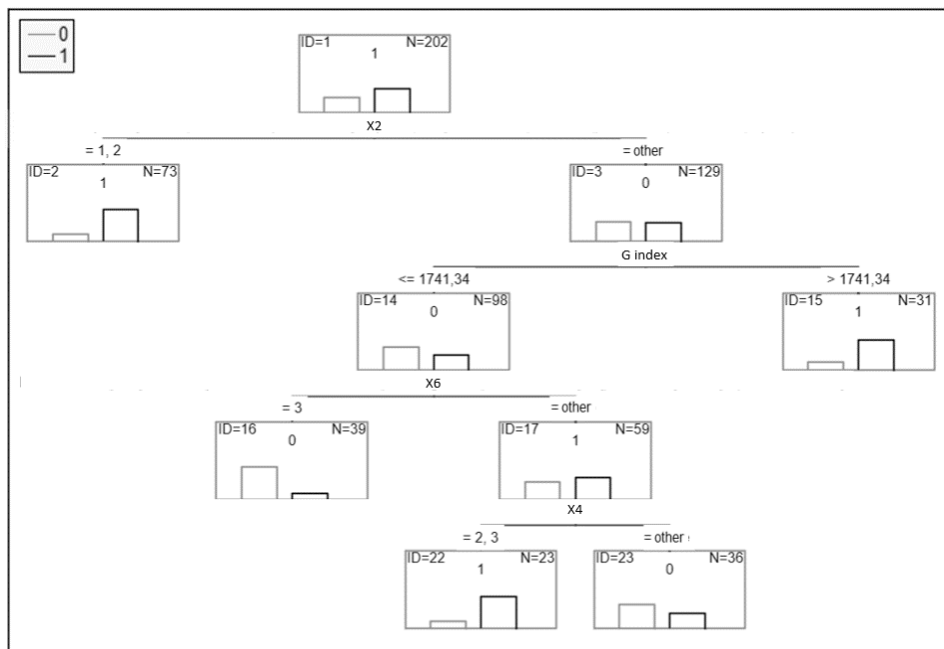 0
1
ID=1 N=202
1
X2
= 1, 2 = other
ID=2 N=73 ID=3 N=129
1 0
G index
<= 1741,34 > 1741,34
ID=14 N=98 ID=15 N=31
0 1
X6
= 3 = other
ID=16 N=39 ID=17 N=59
0 1
X4
= 2, 3 = other
ID=22 N=23 ID=23 N=36
1 0